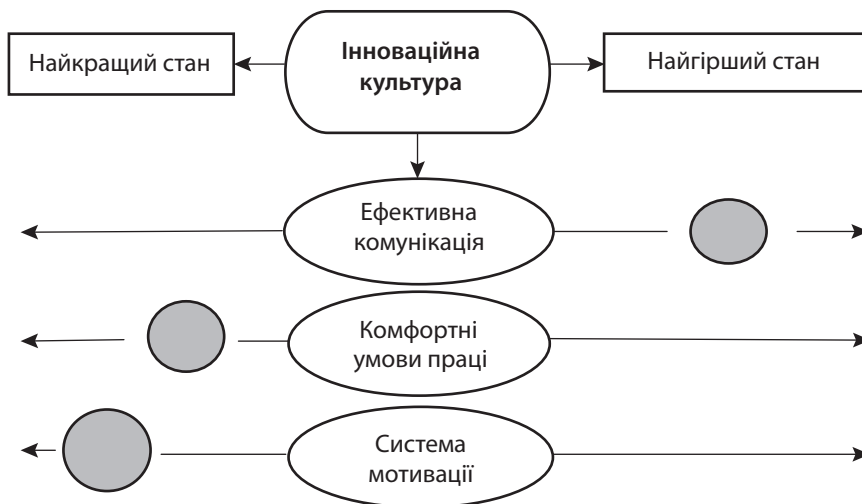 Найкращий стан
Інноваційна
культура
Найгірший стан
Ефективна
комунікація
Комфортні
умови праці
Система
мотивації